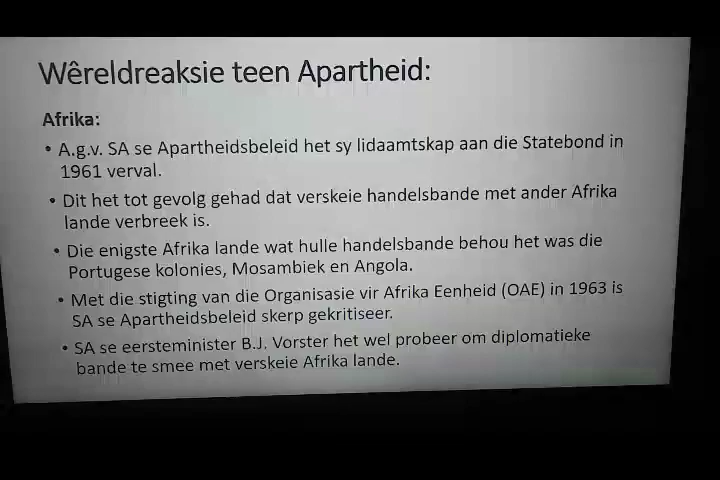 Wêreldreaksie teen Apartheid:
Afrika:
• A.g.v. SA se Apartheidsbeleid het sy lidaamtskap aan die Statebond in
1961 verval.
• Dit het tot gevolg gehad dat verskeie handelsbande met ander Afrika
lande verbreek is.
• Die enigste Afrika lande wat hulle handelsbande behou het was die
Portugese kolonies, Mosambiek en Angola.
• Met die stigting van die Organisasie vir Afrika Eenheid (OAE) in 1963 is
SA se Apartheidsbeleid skerp gekritiseer.
• SA se eersteminister B.J. Vorster het wel probeer om diplomatieke
bande te smee met verskeie Afrika lande.